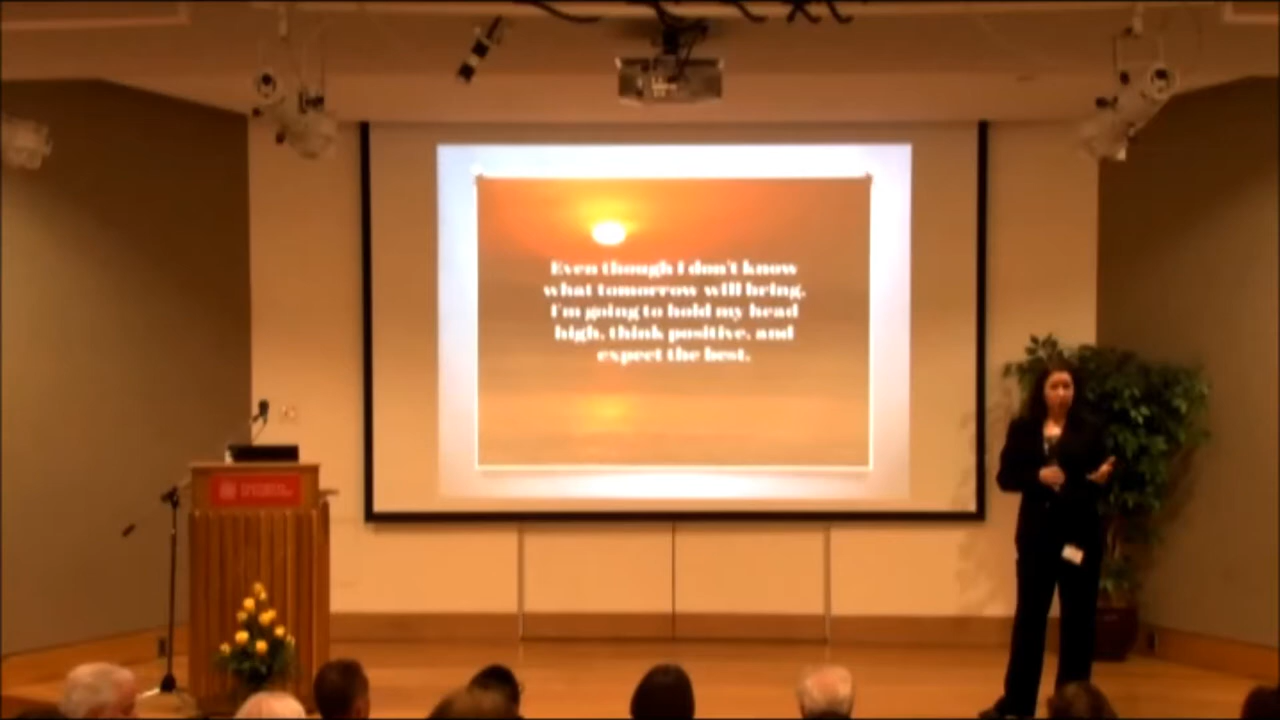 Even though I don't know
what tomorrow will bring,
I'm going to hold my head
high, think positive, and
expect the best.